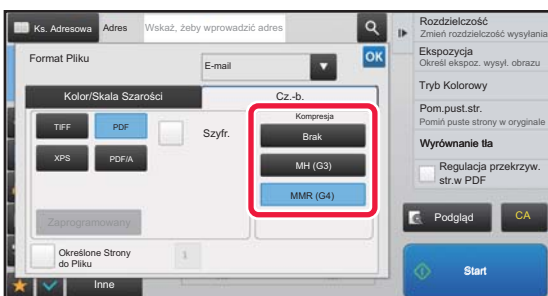 Ks. Adresowa
Adres
Wskaż, żeby wprowadzić adres
Format Pliku
E-mail
OK
Kolor/Skala Szarości
Cz.-b.
TIFF
PDF
Szyfr.
XPS
PDF/A
Zaprogramowany
Kompresja
Brak
MH (G3)
MMR (G4)
Określone Strony
do Pliku
1
Inne
Rozdzielczość
Zmień rozdzielczość wysyłania
Ekspozycja
Określ ekspoz. wysył. obrazu
Tryb Kolorowy
Pom.pust.str.
Pomiń puste strony w oryginale
Wyrównanie tła
Regulacja przekrzyw.
str.w PDF
Podgląd
CA
Start